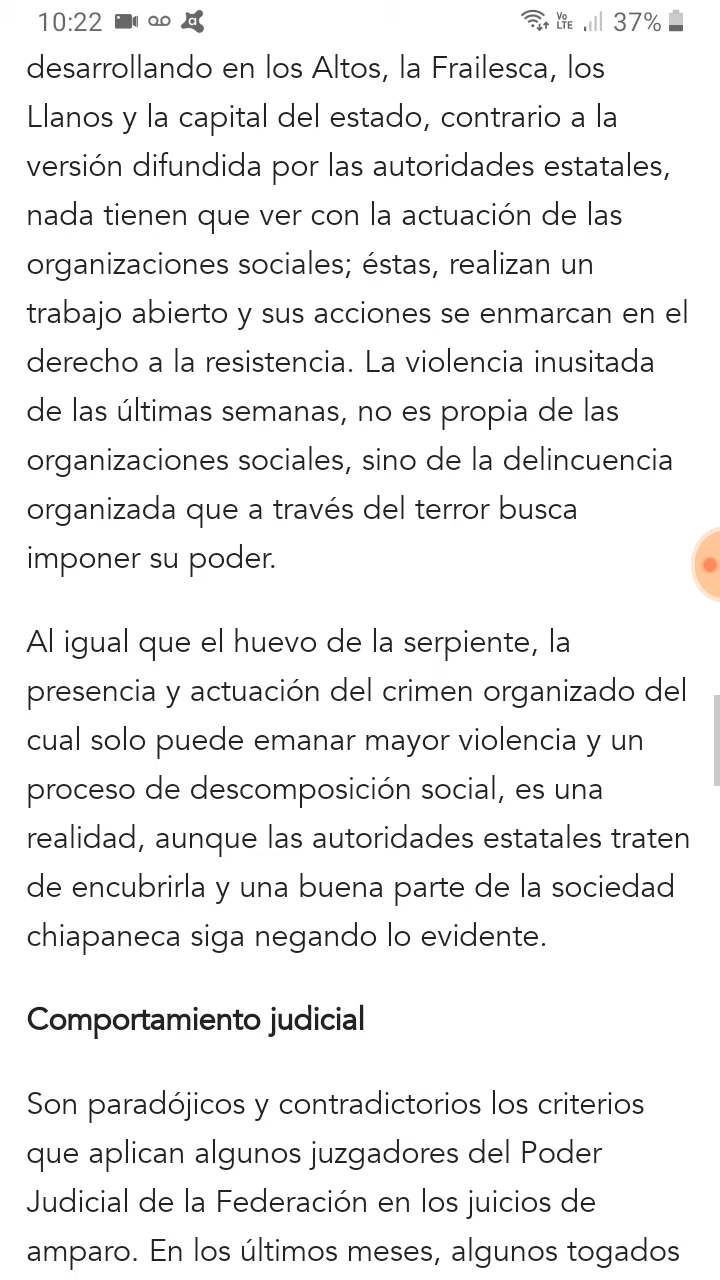 10:22
Vo LTE
37%
desarrollando en los Altos, la Frailesca, los
Llanos y la capital del estado, contrario a la
versión difundida por las autoridades estatales,
nada tienen que ver con la actuación de las
organizaciones sociales; éstas, realizan un
trabajo abierto y sus acciones se enmarcan en el
derecho a la resistencia. La violencia inusitada
de las últimas semanas, no es propia de las
organizaciones sociales, sino de la delincuencia
organizada que a través del terror busca
imponer su poder.
Al igual que el huevo de la serpiente, la
presencia y actuación del crimen organizado del
cual solo puede emanar mayor violencia y un
proceso de descomposición social, es una
realidad, aunque las autoridades estatales traten
de encubrirla y una buena parte de la sociedad
chiapaneca siga negando lo evidente.
Comportamiento judicial
Son paradójicos y contradictorios los criterios
que aplican algunos juzgadores del Poder
Judicial de la Federación en los juicios de
amparo. En los últimos meses, algunos togados